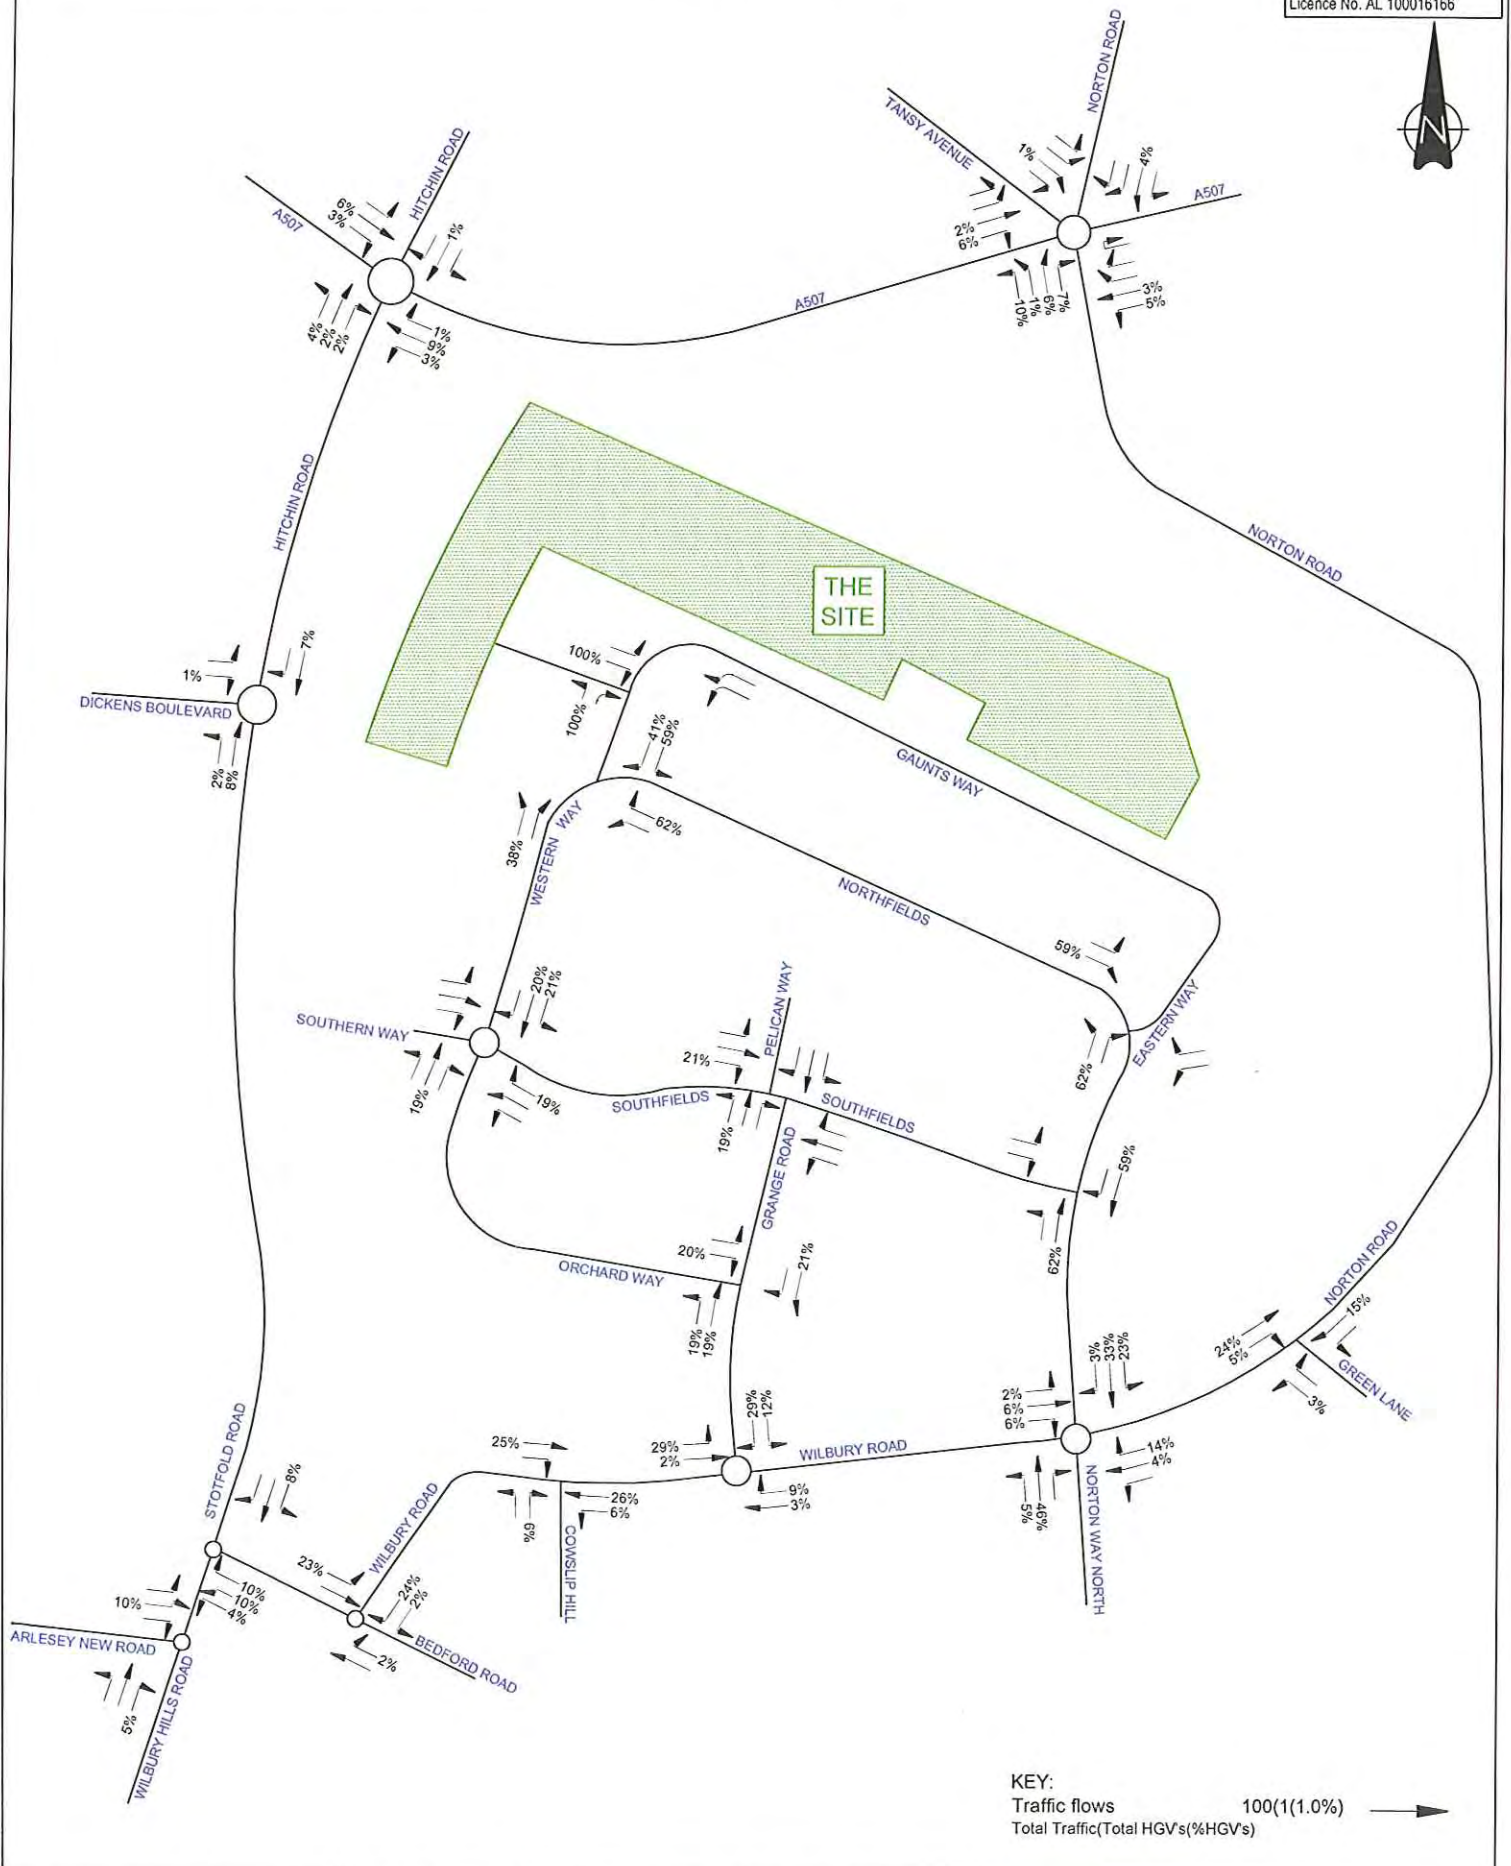 Licence No. AL 100016166
N
NORTON ROAD
TANSY AVENUE
1%
4%
A507
2%
6%
10%
1%
6%
7%
3%
5%
HITCHIN ROAD
A507
6%
3%
1%
4%
2%
2%
1%
9%
3%
A507
HITCHIN ROAD
NORTON ROAD
THE
SITE
7%
1%
DICKENS BOULEVARD
2%
8%
100%
100%
41%
59%
GAUNTS WAY
62%
38%
WESTERN WAY
NORTHFIELDS
59%
EASTERN WAY
62%
20%
21%
SOUTHERN WAY
19%
19%
PELICAN WAY
21%
SOUTHFIELDS
SOUTHFIELDS
19%
GRANGE ROAD
59%
62%
20%
21%
ORCHARD WAY
19%
19%
NORTON ROAD
15%
24%
5%
GREEN LANE
3%
3%
33%
23%
2%
6%
6%
14%
4%
5%
46%
NORTON WAY NORTH
29%
12%
29%
2%
WILBURY ROAD
9%
3%
25%
26%
6%
6%
COWSLIP HILL
WILBURY ROAD
STOTFOLD ROAD
8%
23%
24%
2%
2%
BEDFORD ROAD
10%
10%
4%
10%
ARLESEY NEW ROAD
5%
WILBURY HILLS ROAD
KEY:
Traffic flows 100(1(1.0%)
Total Traffic(Total HGV's(%HGV's)